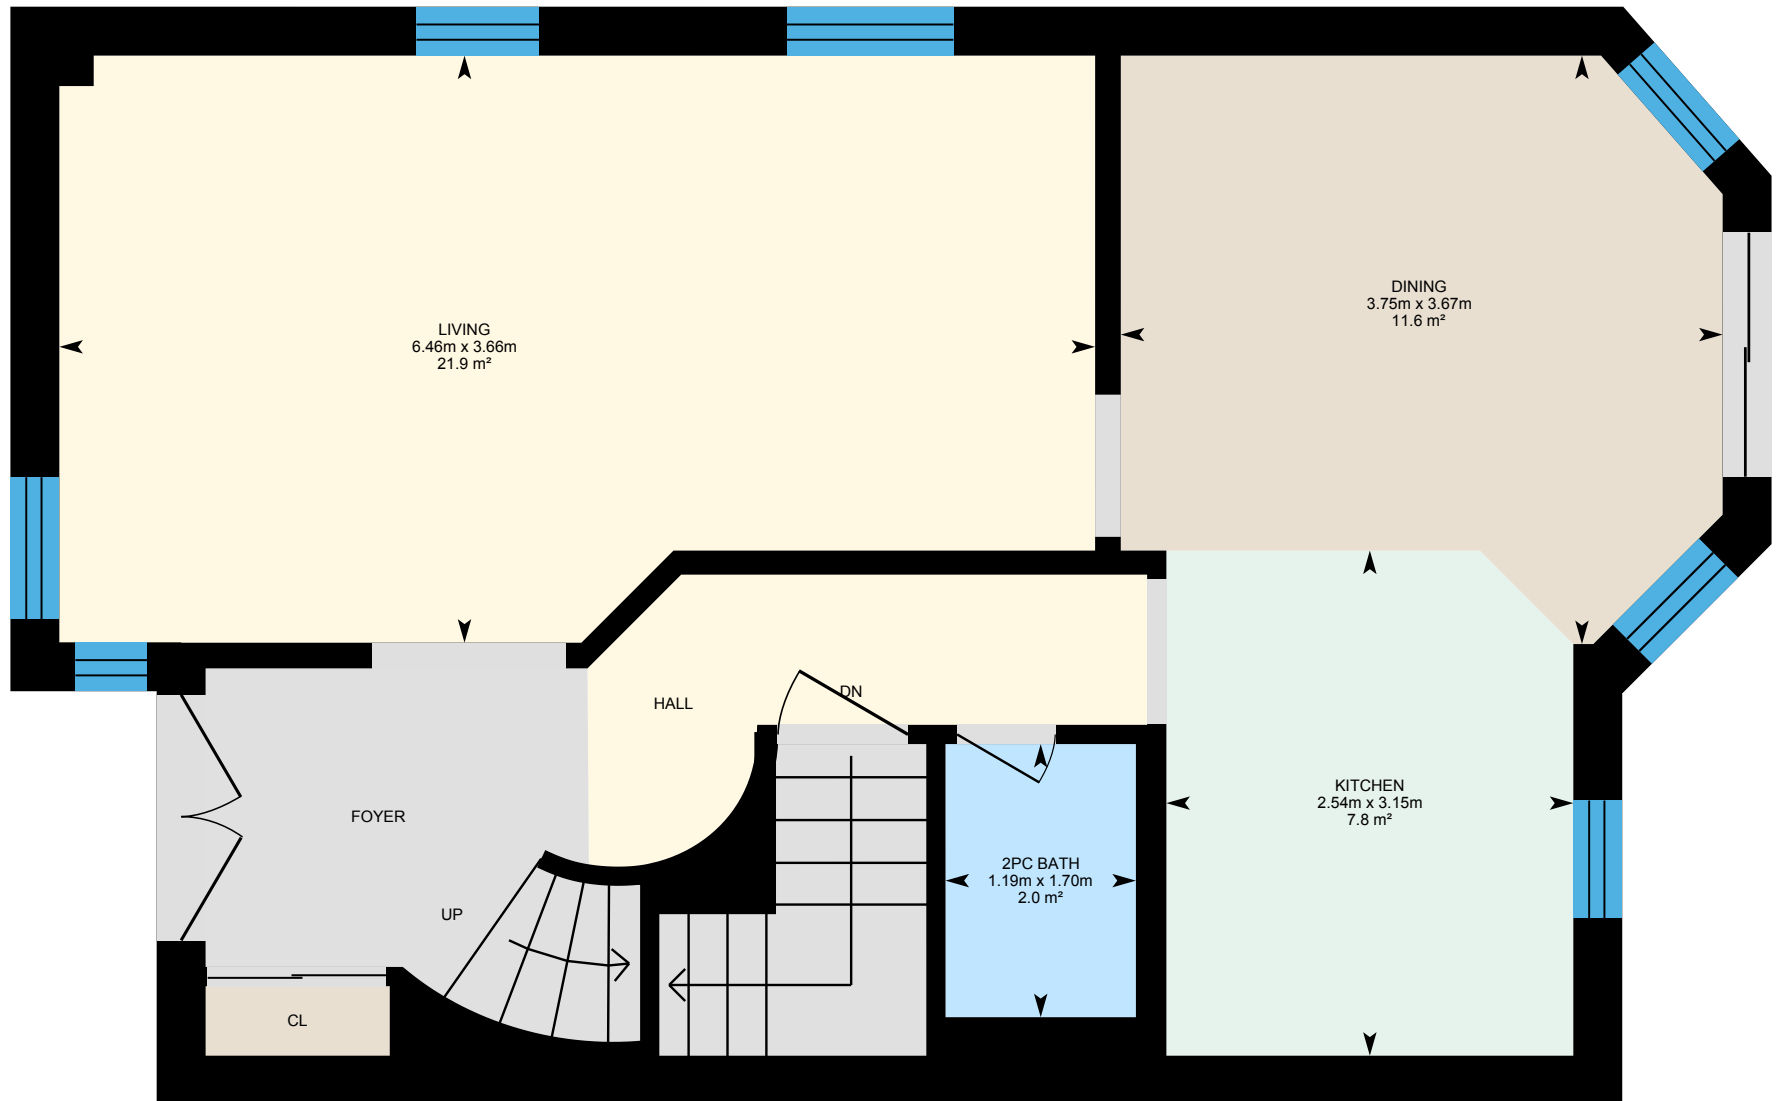 LIVING
6.46m x 3.66m
21.9 m²
DINING
3.75m x 3.67m
11.6 m²
HALL
DN
FOYER
UP
CL
2PC BATH
1.19m x 1.70m
2.0 m²
KITCHEN
2.54m x 3.15m
7.8 m²